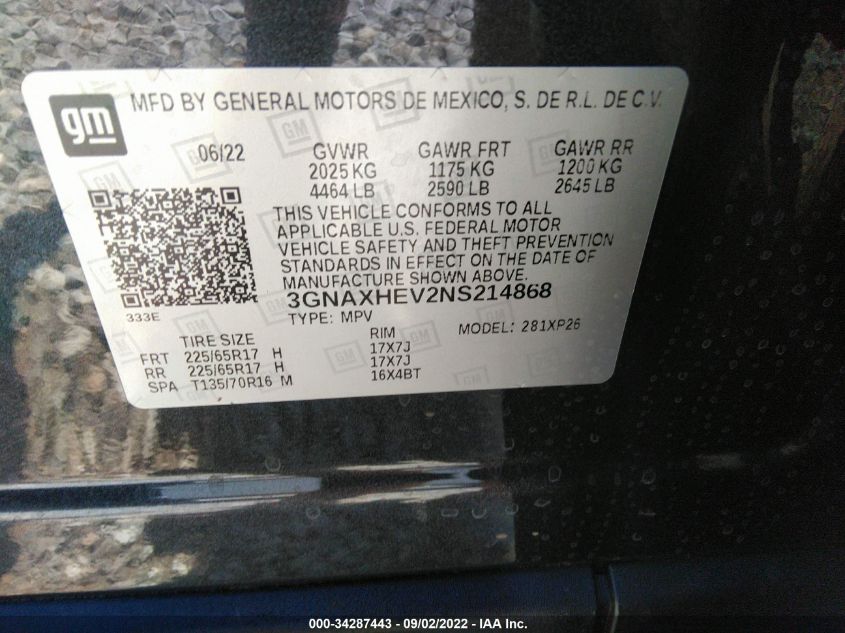 gm
MFD BY GENERAL MOTORS DE MEXICO, S. DE R.L. DE C.V.
06/22 GVWR GAWR FRT GAWR RR
2025 KG 1175 KG 1200 KG
4464 LB 2590 LB 2645 LB
THIS VEHICLE CONFORMS TO ALL
APPLICABLE U.S. FEDERAL MOTOR
VEHICLE SAFETY AND THEFT PREVENTION
STANDARDS IN EFFECT ON THE DATE OF
MANUFACTURE SHOWN ABOVE.
333E
3GNAXHEV2NS214868
TYPE: MPV MODEL: 281XP26
TIRE SIZE RIM
FRT 225/65R17 H 17X7J
RR 225/65R17 H 17X7J
SPA T135/70R16 M 16X4BT
000-34287443 - 09/02/2022 - IAA Inc.